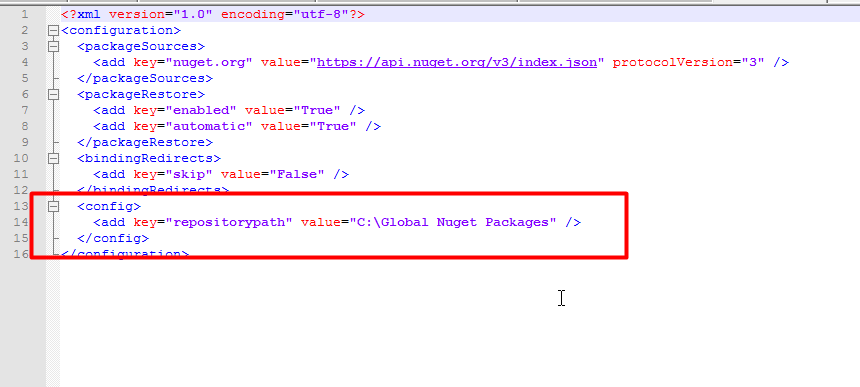 1 <?xml version="1.0" encoding="utf-8"?>
2 <configuration>
3 <packageSources>
4 <add key="nuget.org" value="https://api.nuget.org/v3/index.json" protocolVersion="3" />
5 </packageSources>
6 <packageRestore>
7 <add key="enabled" value="True" />
8 <add key="automatic" value="True" />
9 </packageRestore>
10 <bindingRedirects>
11 <add key="skip" value="False" />
12 </bindingRedirects>
13 <config>
14 <add key="repositorypath" value="C:\Global Nuget Packages" />
15 </config>
16 </configuration>